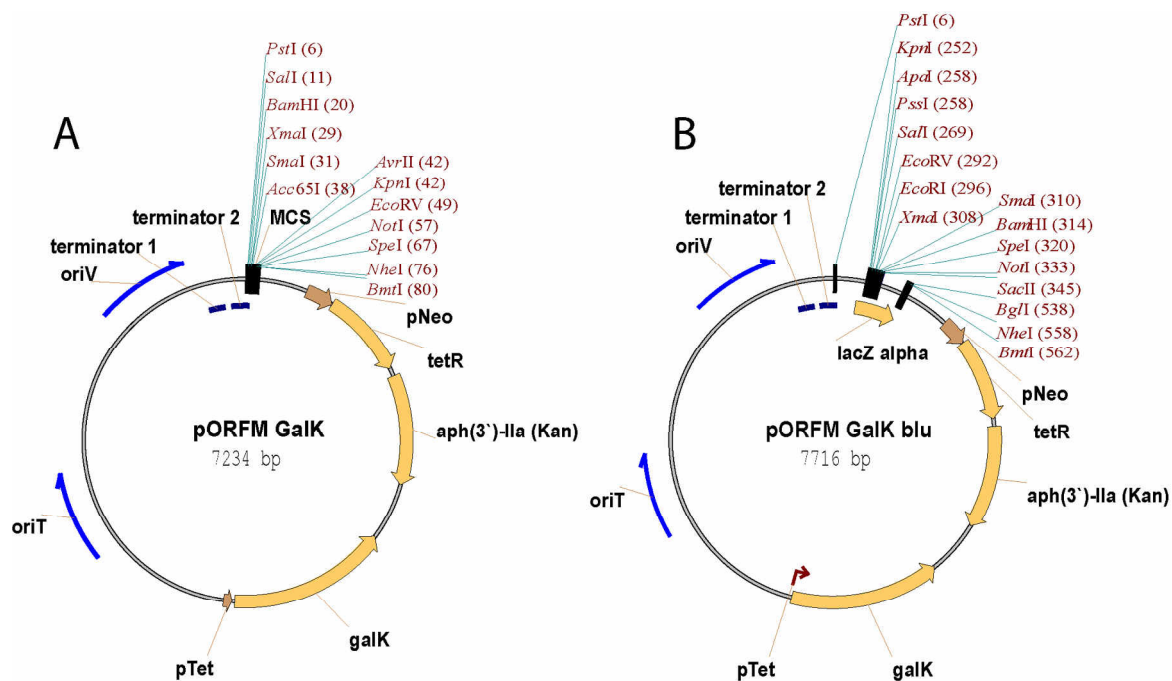 A
PstI (6)
SalI (11)
BamHI (20)
XmaI (29)
SmaI (31)
Acc65I (38)
MCS
AvrII (42)
KpnI (42)
EcoRV (49)
NotI (57)
SpeI (67)
NheI (76)
BmtI (80)
terminator 2
terminator 1
oriV
pNeo
tetR
aph(3`)-IIa (Kan)
pORFM GalK
7234 bp
oriT
galK
pTet
B
PstI (6)
KpnI (252)
ApaI (258)
PssI (258)
SalI (269)
EcoRV (292)
EcoRI (296)
XmaI (308)
SmaI (310)
BamHI (314)
SpeI (320)
NotI (333)
SacII (345)
BglI (538)
NheI (558)
BmtI (562)
terminator 2
terminator 1
oriV
lacZ alpha
pNeo
tetR
aph(3`)-IIa (Kan)
pORFM GalK blu
7716 bp
oriT
pTet
galK